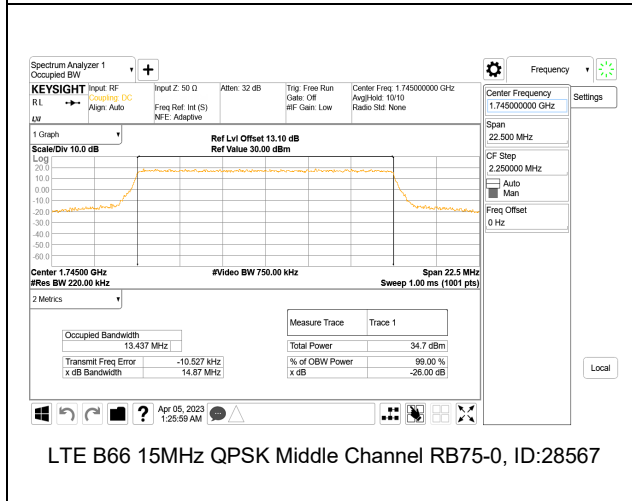 Spectrum Analyzer 1
Occupied BW
Frequency
KEYSIGHT
RL
LXI
Input: RF
Coupling: DC
Align: Auto
Input Z: 50 Ω
Freq Ref: Int (S)
NFE: Adaptive
Atten: 32 dB
Trig: Free Run
Gate: Off
#IF Gain: Low
Center Freq: 1.745000000 GHz
Avg|Hold: 10/10
Radio Std: None
Center Frequency
1.745000000 GHz
Settings
Span
22.500 MHz
CF Step
2.250000 MHz
Auto
Man
Freq Offset
0 Hz
Local
1 Graph
Scale/Div 10.0 dB
Ref Lvl Offset 13.10 dB
Ref Value 30.00 dBm
Log
20.0
10.0
0.00
-10.0
-20.0
-30.0
-40.0
-50.0
-60.0
Center 1.74500 GHz
#Video BW 750.00 kHz
Span 22.5 MHz
#Res BW 220.00 kHz
Sweep 1.00 ms (1001 pts)
2 Metrics
Measure Trace
Trace 1
Occupied Bandwidth
13.437 MHz
Total Power
34.7 dBm
Transmit Freq Error
-10.527 kHz
% of OBW Power
99.00 %
x dB Bandwidth
14.87 MHz
x dB
-26.00 dB
?
Apr 05, 2023
1:25:59 AM
LTE B66 15MHz QPSK Middle Channel RB75-0, ID:28567